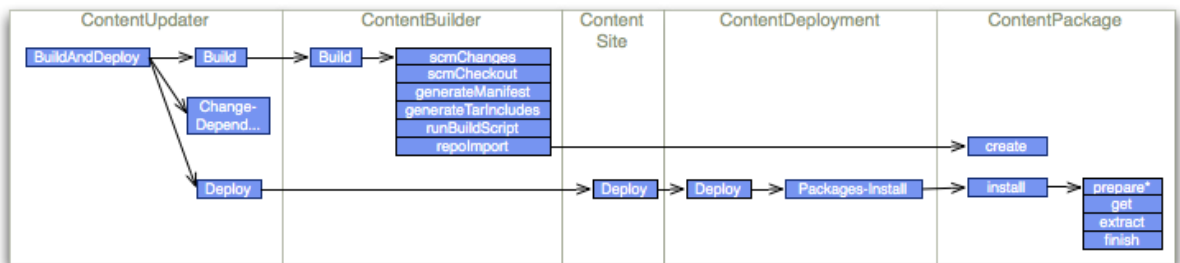 ContentUpdater
ContentBuilder
Content
Site
ContentDeployment
ContentPackage
BuildAndDeploy
Build
Build
scmChanges
scmCheckout
generateManifest
generateTarIncludes
runBuildScript
repoImport
Change-
Depend...
create
Deploy
Deploy
Deploy
Packages-Install
install
prepare*
get
extract
finish